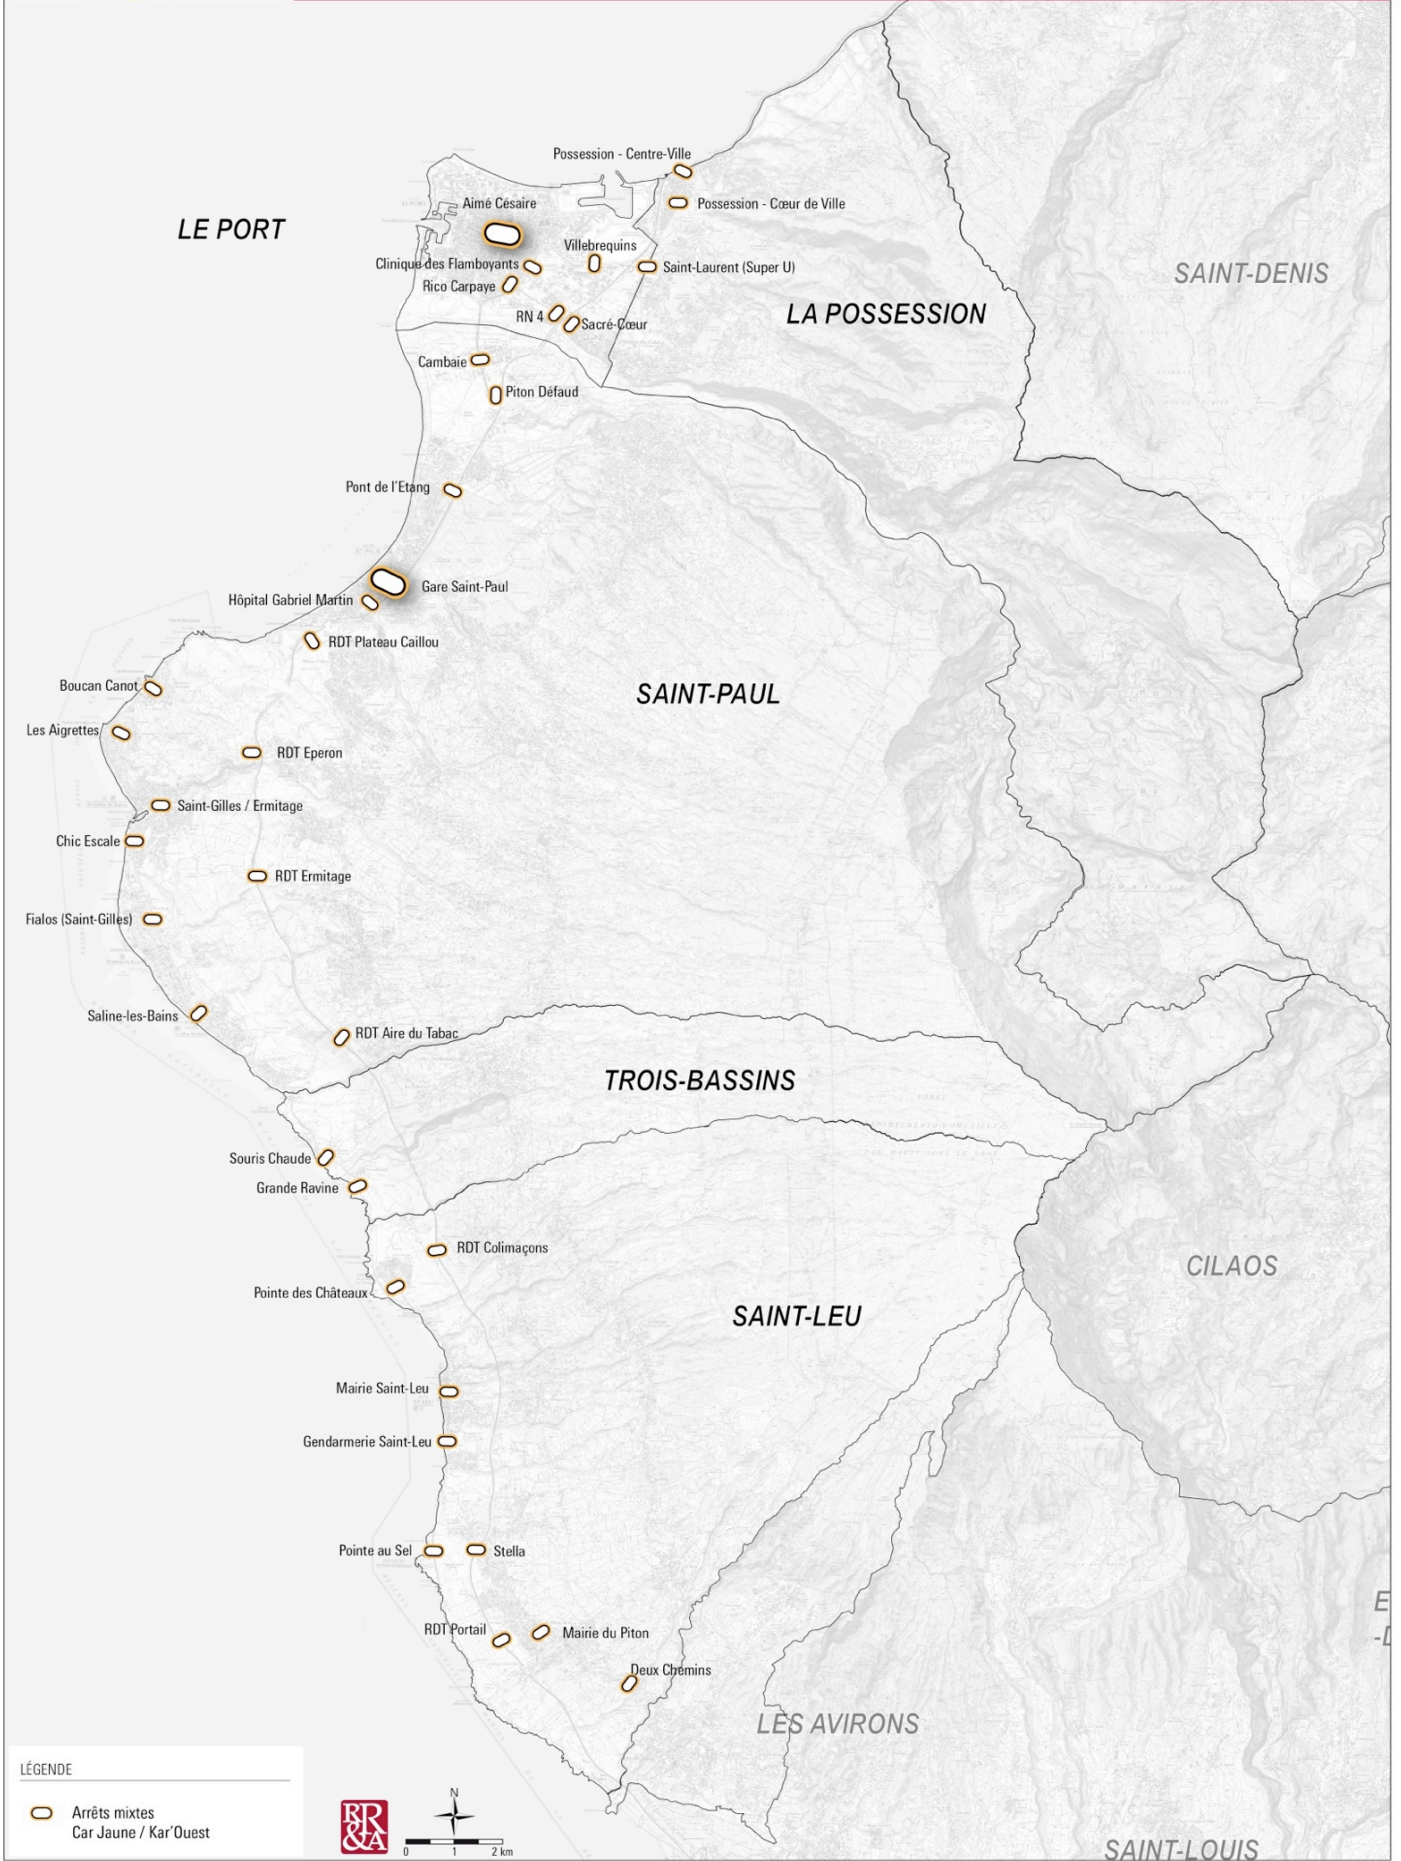 Possession - Centre-Ville
Aimé Césaire
Possession - Cœur de Ville
LE PORT
Villebrequins
Clinique des Flamboyants
Saint-Laurent (Super U)
SAINT-DENIS
Rico Carpaye
RN 4
Sacré-Cœur
LA POSSESSION
Cambaie
Piton Défaud
Pont de l'Etang
Gare Saint-Paul
Hôpital Gabriel Martin
RDT Plateau Caillou
Boucan Canot
SAINT-PAUL
Les Aigrettes
RDT Eperon
Saint-Gilles / Ermitage
Chic Escale
RDT Ermitage
Fialos (Saint-Gilles)
Saline-les-Bains
RDT Aire du Tabac
TROIS-BASSINS
Souris Chaude
Grande Ravine
RDT Colimaçons
CILAOS
Pointe des Châteaux
SAINT-LEU
Mairie Saint-Leu
Gendarmerie Saint-Leu
Pointe au Sel
Stella
E
-D
RDT Portail
Mairie du Piton
Deux Chemins
LES AVIRONS
LÉGENDE
Arrêts mixtes
Car Jaune / Kar'Ouest
RR
&A
N
0 1 2 km
SAINT-LOUIS